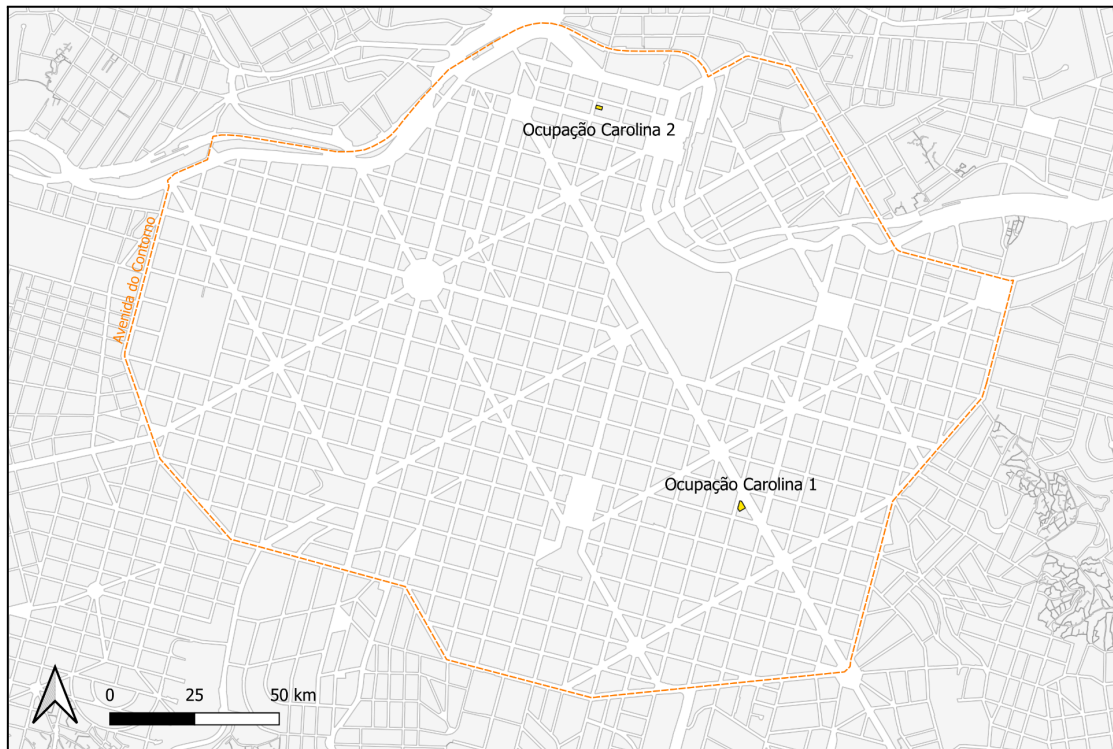 Ocupação Carolina 2
Avenida do Contorno
Ocupação Carolina 1
0 25 50 km